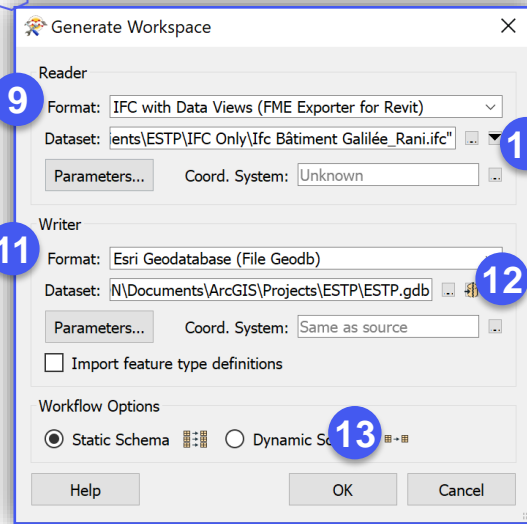 Generate Workspace
Reader
9
Format: IFC with Data Views (FME Exporter for Revit)
Dataset: ients\ESTP\IFC Only\Ifc Bâtiment Galilée_Rani.ifc" ...
Parameters... Coord. System: Unknown ...
Writer
11
Format: Esri Geodatabase (File Geodb)
Dataset: N\Documents\ArcGIS\Projects\ESTP\ESTP.gdb ... 12
Parameters... Coord. System: Same as source ...
Import feature type definitions
Workflow Options
Static Schema Dynamic 13
Help OK Cancel